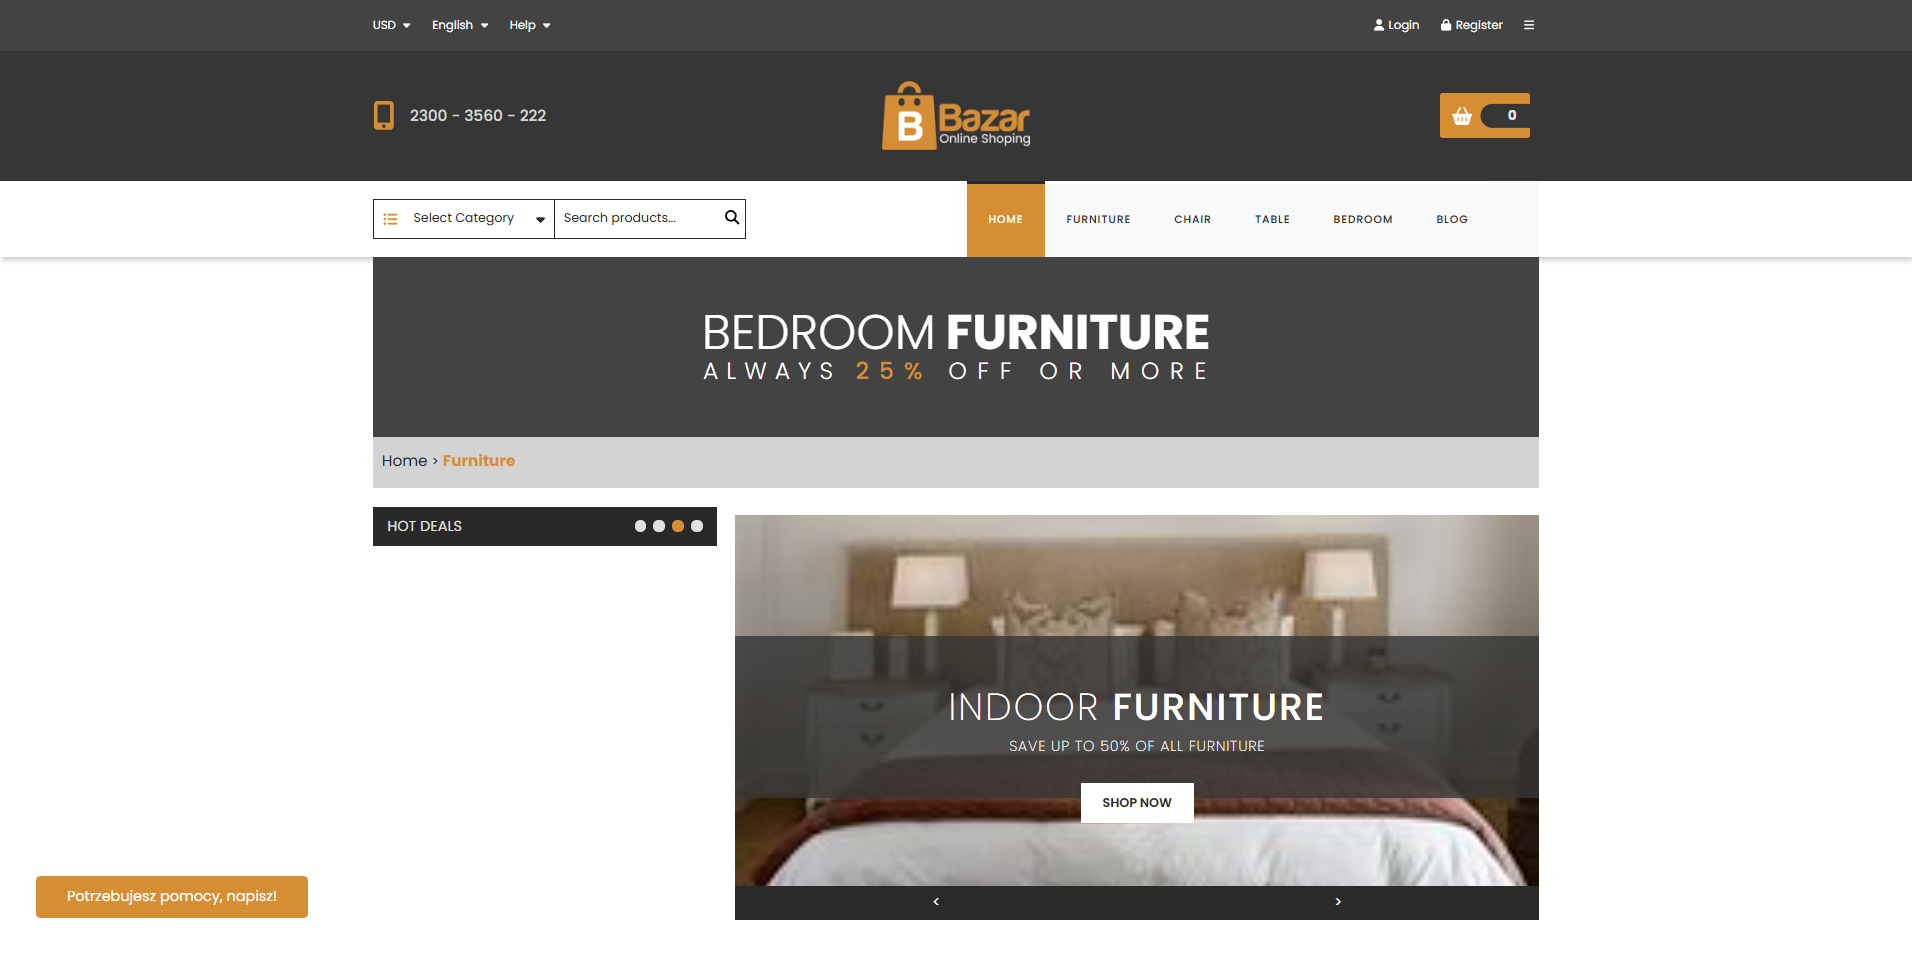 USD English Help Login Register
2300 - 3560 - 222
B Bazar
Online Shoping
0
Select Category Search products...
HOME FURNITURE CHAIR TABLE BEDROOM BLOG
BEDROOM FURNITURE
ALWAYS 25% OFF OR MORE
Home > Furniture
HOT DEALS
INDOOR FURNITURE
SAVE UP TO 50% OF ALL FURNITURE
SHOP NOW
< >
Potrzebujesz pomocy, napisz!